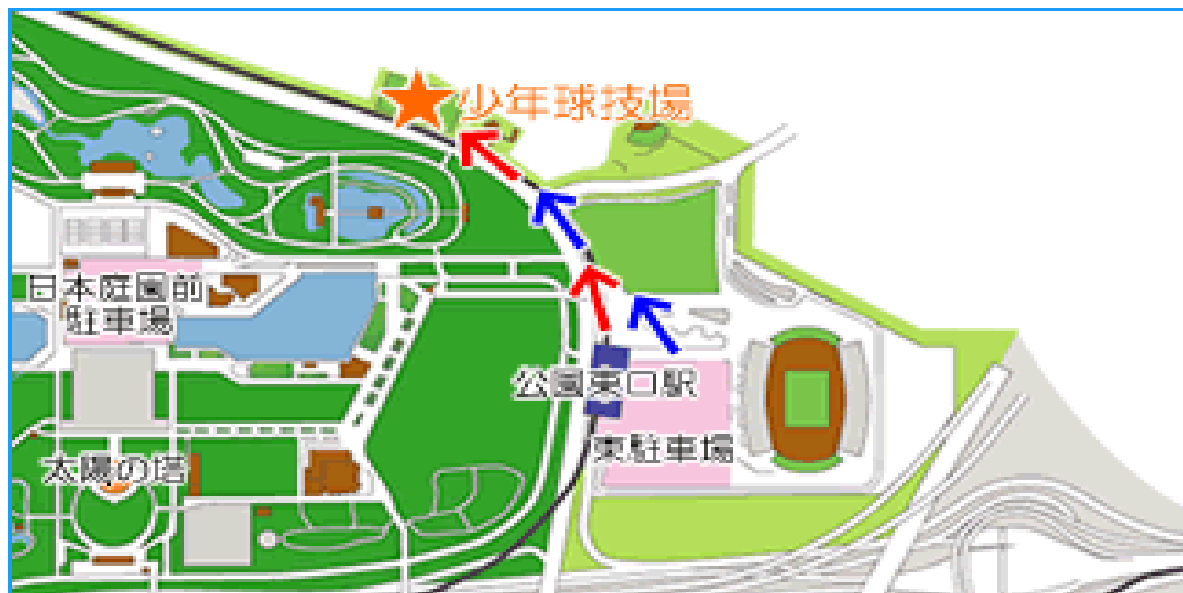 少年球技場
日本庭園前
駐車場
公園東口駅
東駐車場
太陽の塔